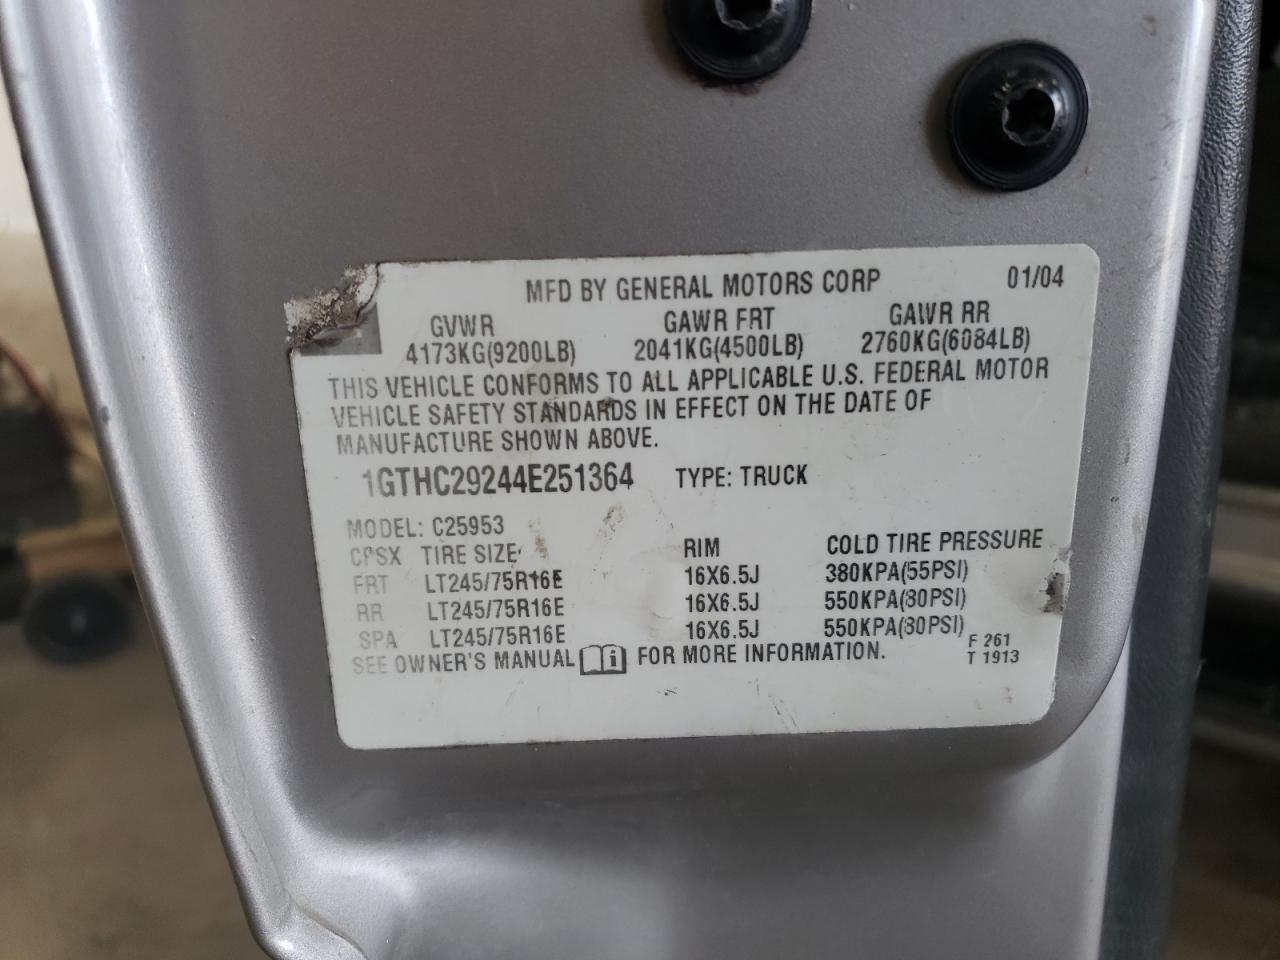 MFD BY GENERAL MOTORS CORP 01/04
GVWR GAWR FRT GAWR RR
4173KG(9200LB) 2041KG(4500LB) 2760KG(6084LB)
THIS VEHICLE CONFORMS TO ALL APPLICABLE U.S. FEDERAL MOTOR
VEHICLE SAFETY STANDARDS IN EFFECT ON THE DATE OF
MANUFACTURE SHOWN ABOVE.
1GTHC29244E251364 TYPE: TRUCK
MODEL: C25953
CPSX TIRE SIZE RIM COLD TIRE PRESSURE
FRT LT245/75R16E 16X6.5J 380KPA(55PSI)
RR LT245/75R16E 16X6.5J 550KPA(80PSI)
SPA LT245/75R16E 16X6.5J 550KPA(80PSI)
SEE OWNER'S MANUAL i FOR MORE INFORMATION.
F 261
T 1913